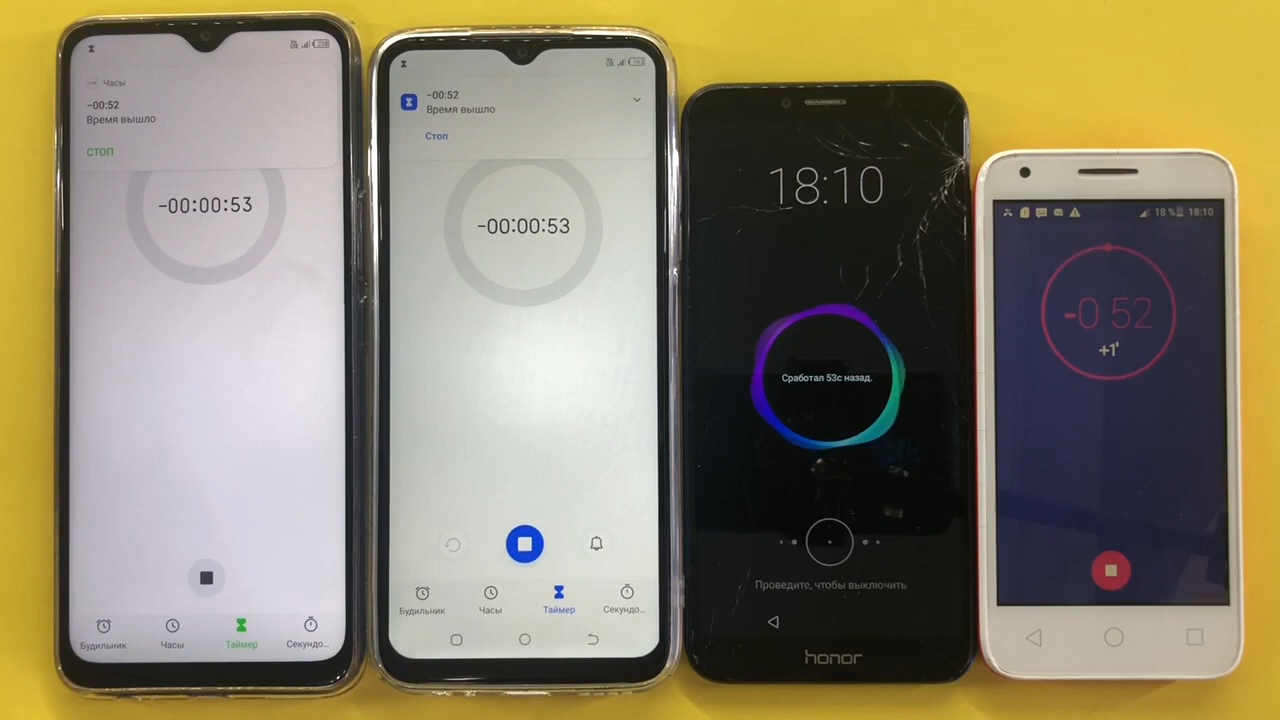 Часы
-00:52
Время вышло
СТОП
-00:00:53
Будильник
Часы
Таймер
Секундо...
-00:52
Время вышло
Стоп
-00:00:53
Будильник
Часы
Таймер
Секундо...
18:10
Сработал 53с назад.
Проведите, чтобы выключить
honor
18 % 18:10
-0 52
+1'